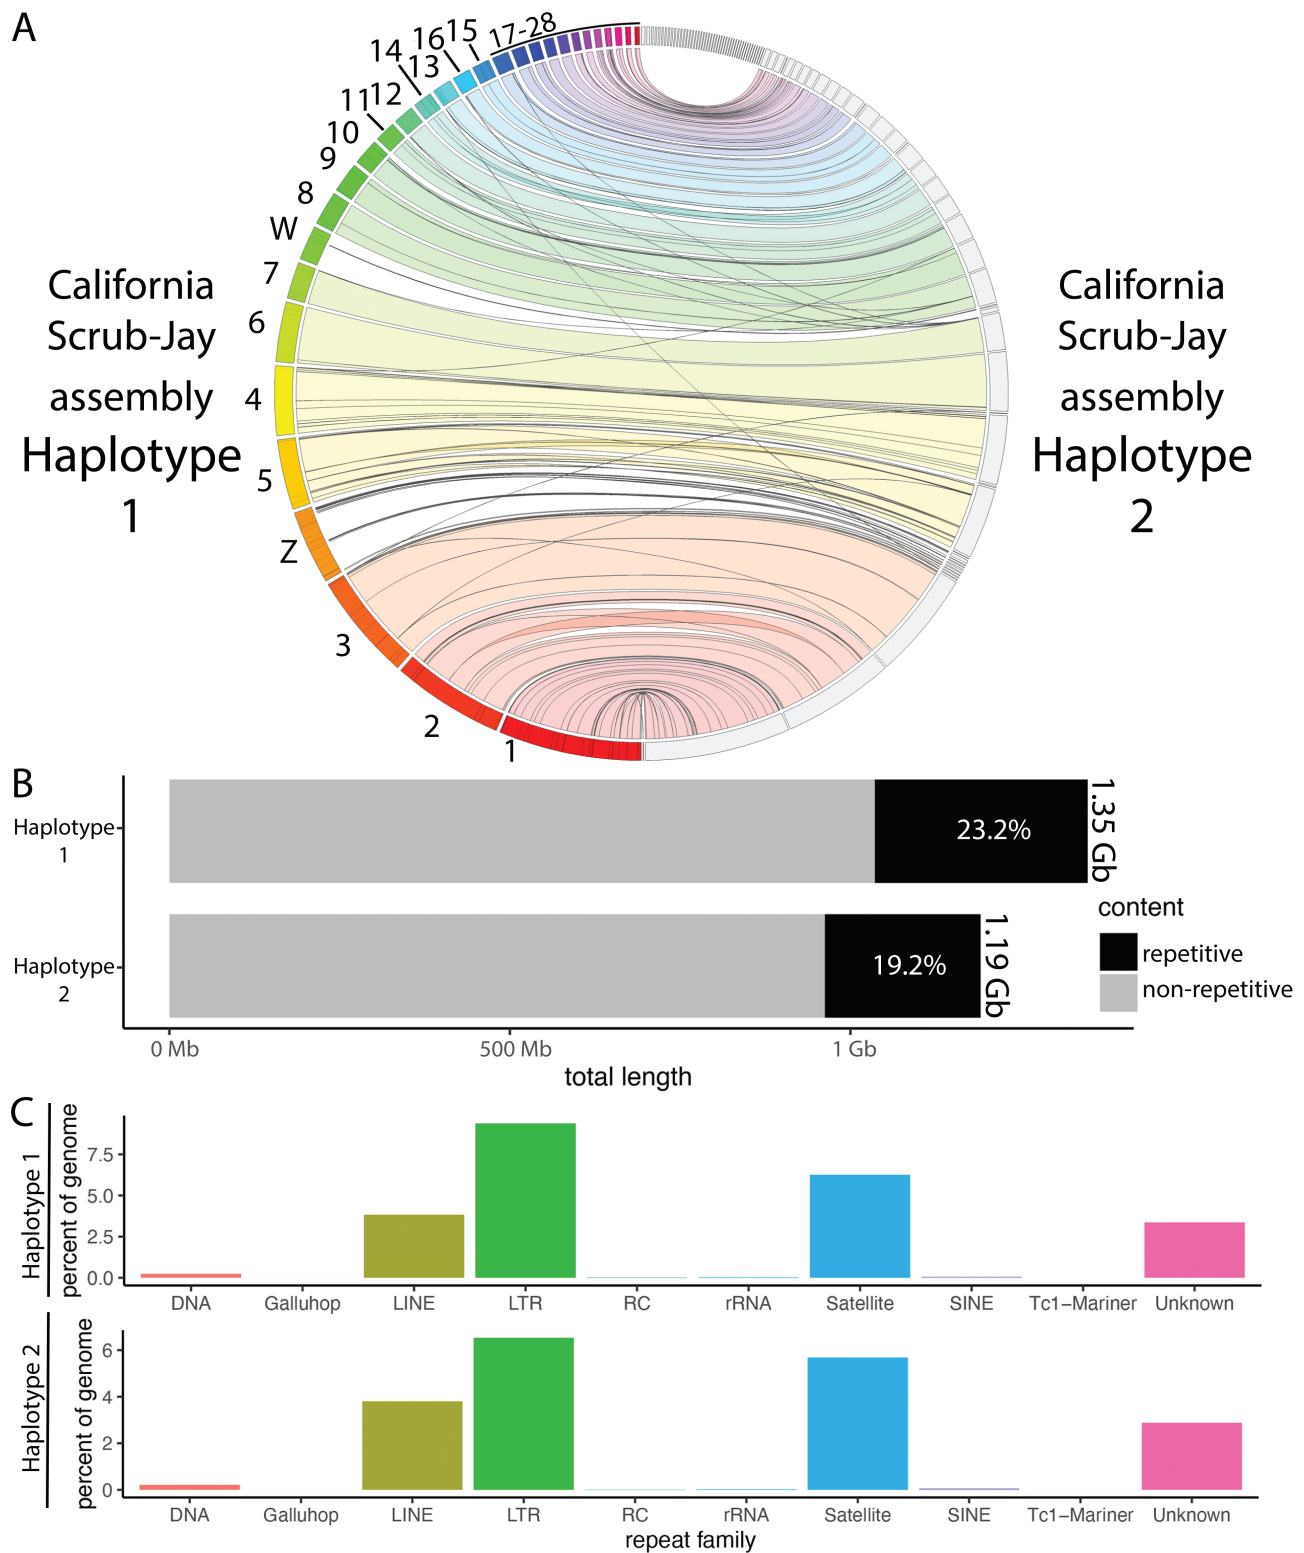 A
17-28
15
16
14
13
12
11
10
9
8
W
7
6
4
5
Z
3
2
1
California
Scrub-Jay
assembly
Haplotype
1
California
Scrub-Jay
assembly
Haplotype
2
B
Haplotype
1
23.2%
1.35 Gb
Haplotype
2
19.2%
1.19 Gb
content
repetitive
non-repetitive
0 Mb
500 Mb
1 Gb
total length
C
Haplotype 1
percent of genome
7.5
5.0
2.5
0.0
DNA
Galluhop
LINE
LTR
RC
rRNA
Satellite
SINE
Tc1−Mariner
Unknown
Haplotype 2
percent of genome
6
4
2
0
DNA
Galluhop
LINE
LTR
RC
rRNA
Satellite
SINE
Tc1−Mariner
Unknown
repeat family